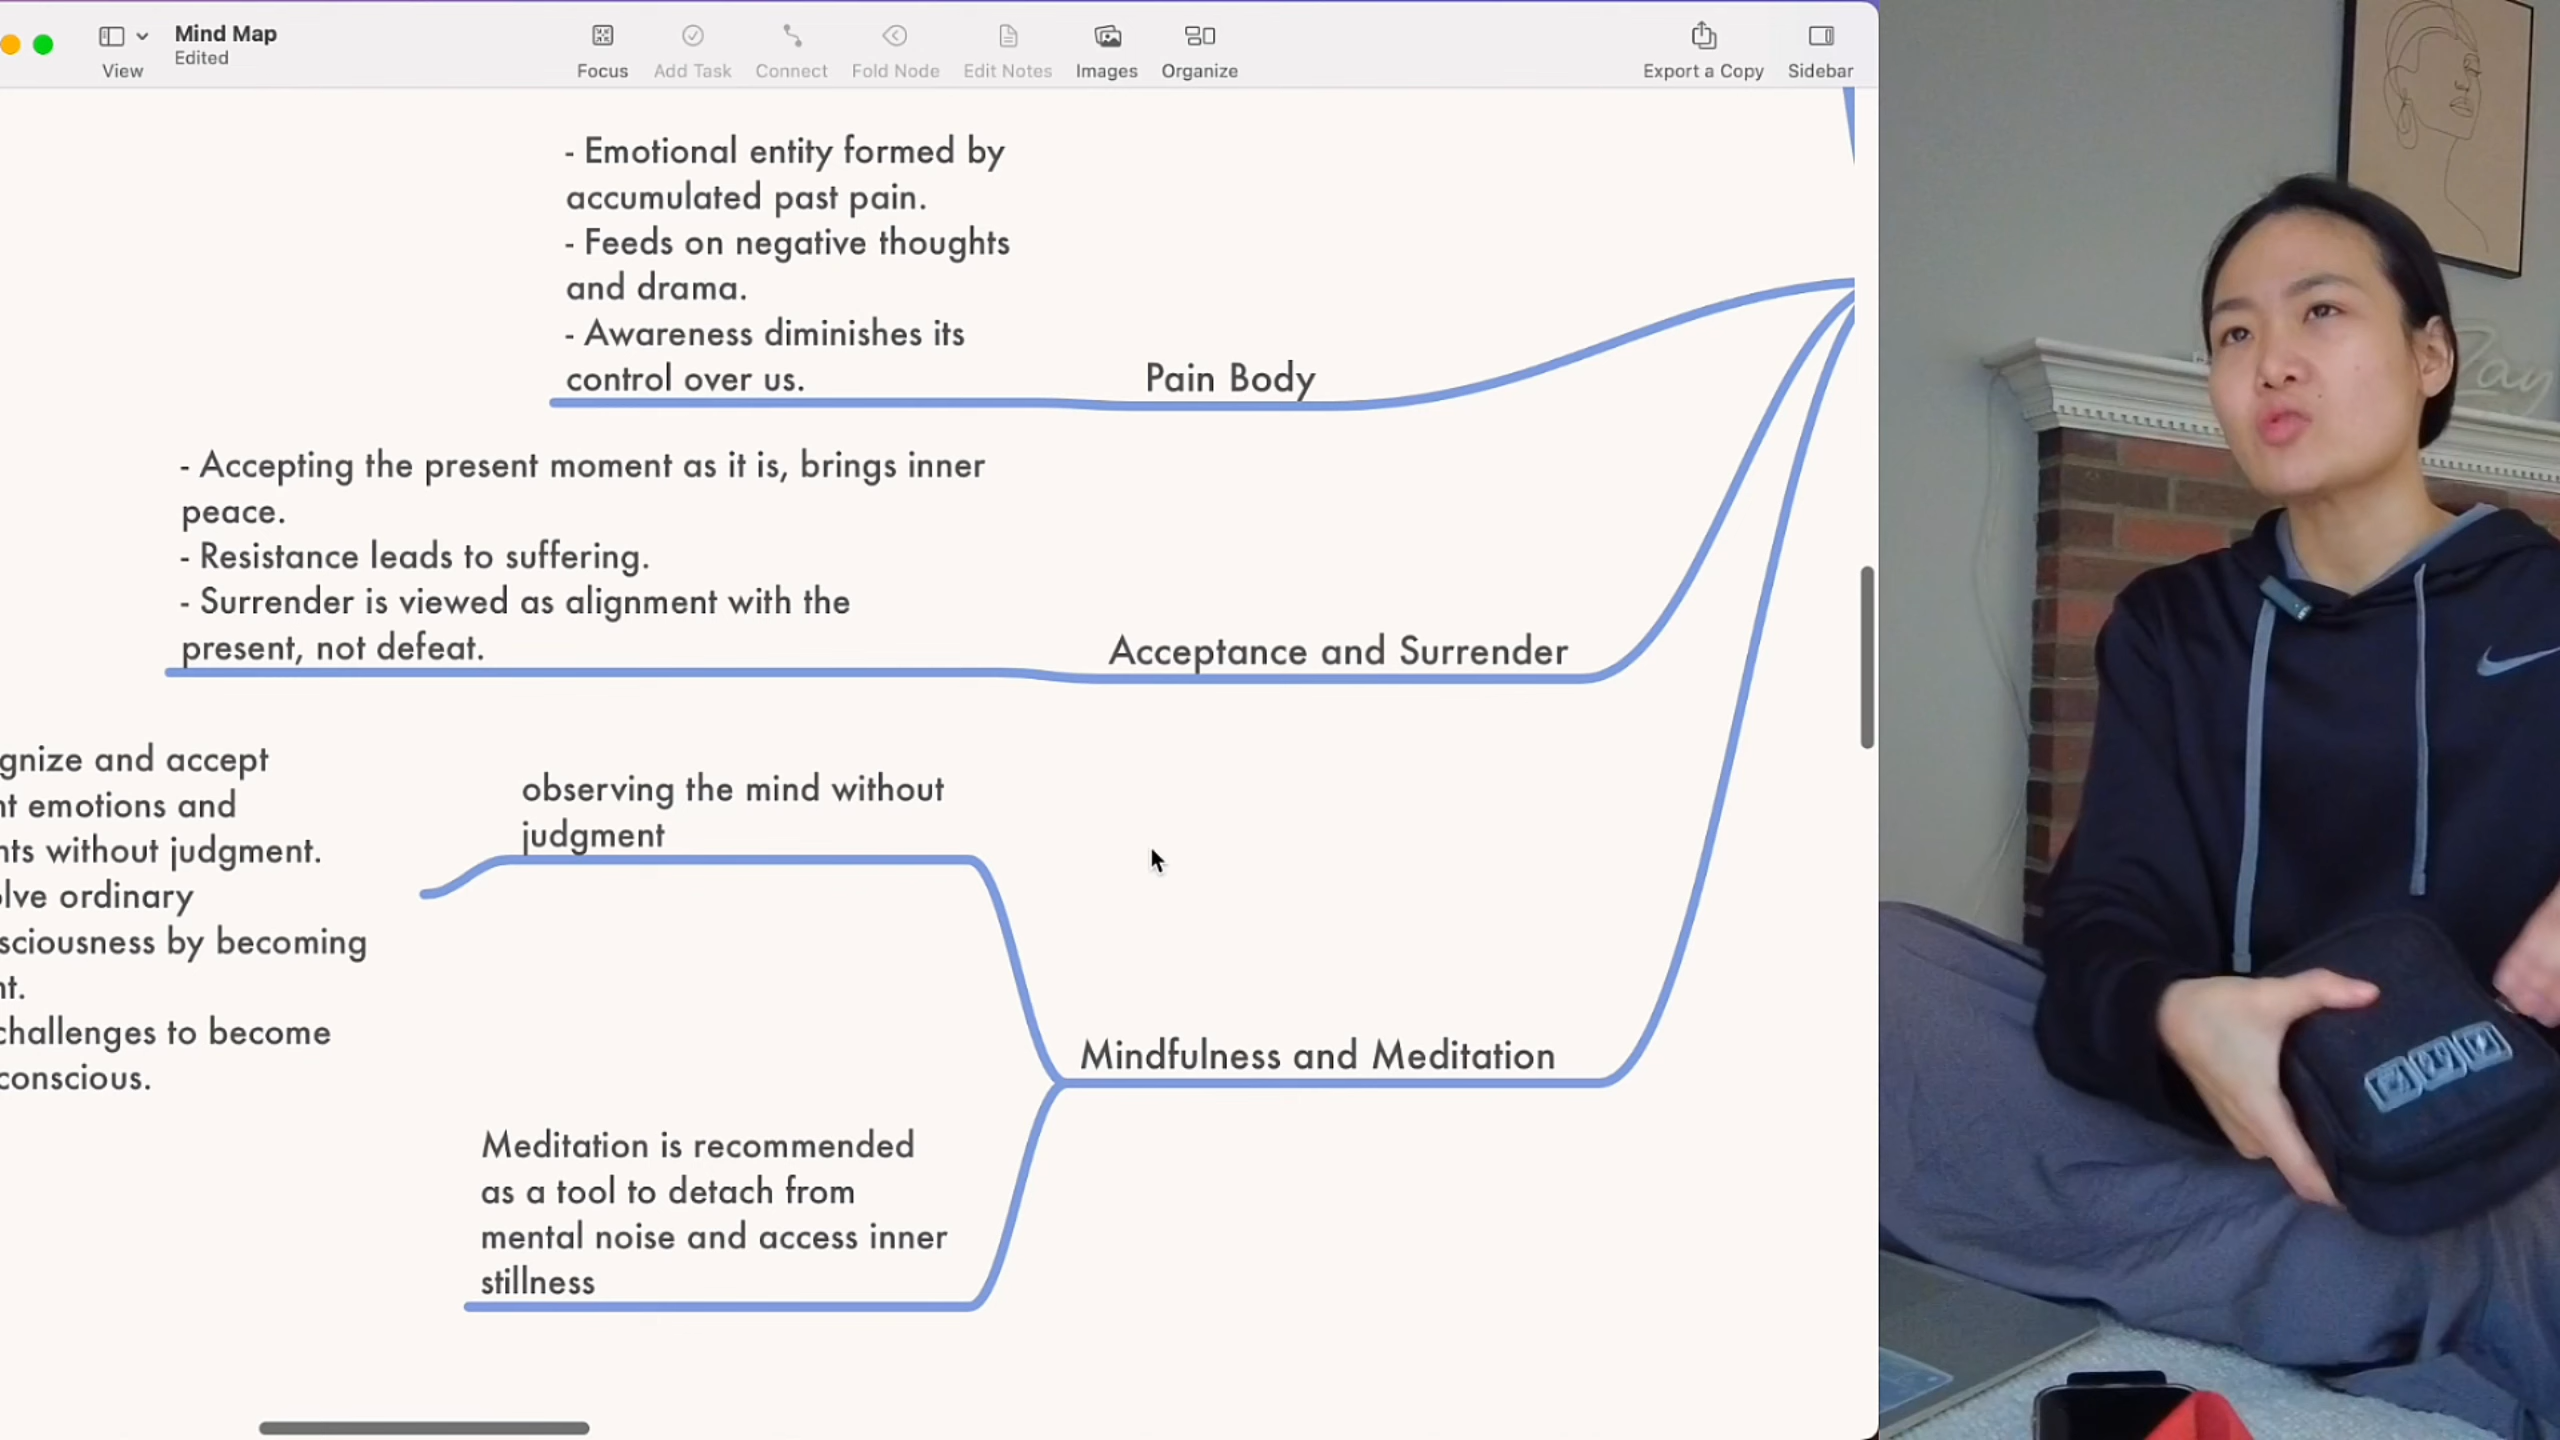 Mind Map
Edited
View
Focus
Add Task
Connect
Fold Node
Edit Notes
Images
Organize
Export a Copy
Sidebar
- Emotional entity formed by
accumulated past pain.
- Feeds on negative thoughts
and drama.
- Awareness diminishes its
control over us.
Pain Body
- Accepting the present moment as it is, brings inner
peace.
- Resistance leads to suffering.
- Surrender is viewed as alignment with the
present, not defeat.
Acceptance and Surrender
gnize and accept
nt emotions and
hts without judgment.
olve ordinary
sciousness by becoming
nt.
challenges to become
conscious.
observing the mind without
judgment
Mindfulness and Meditation
Meditation is recommended
as a tool to detach from
mental noise and access inner
stillness